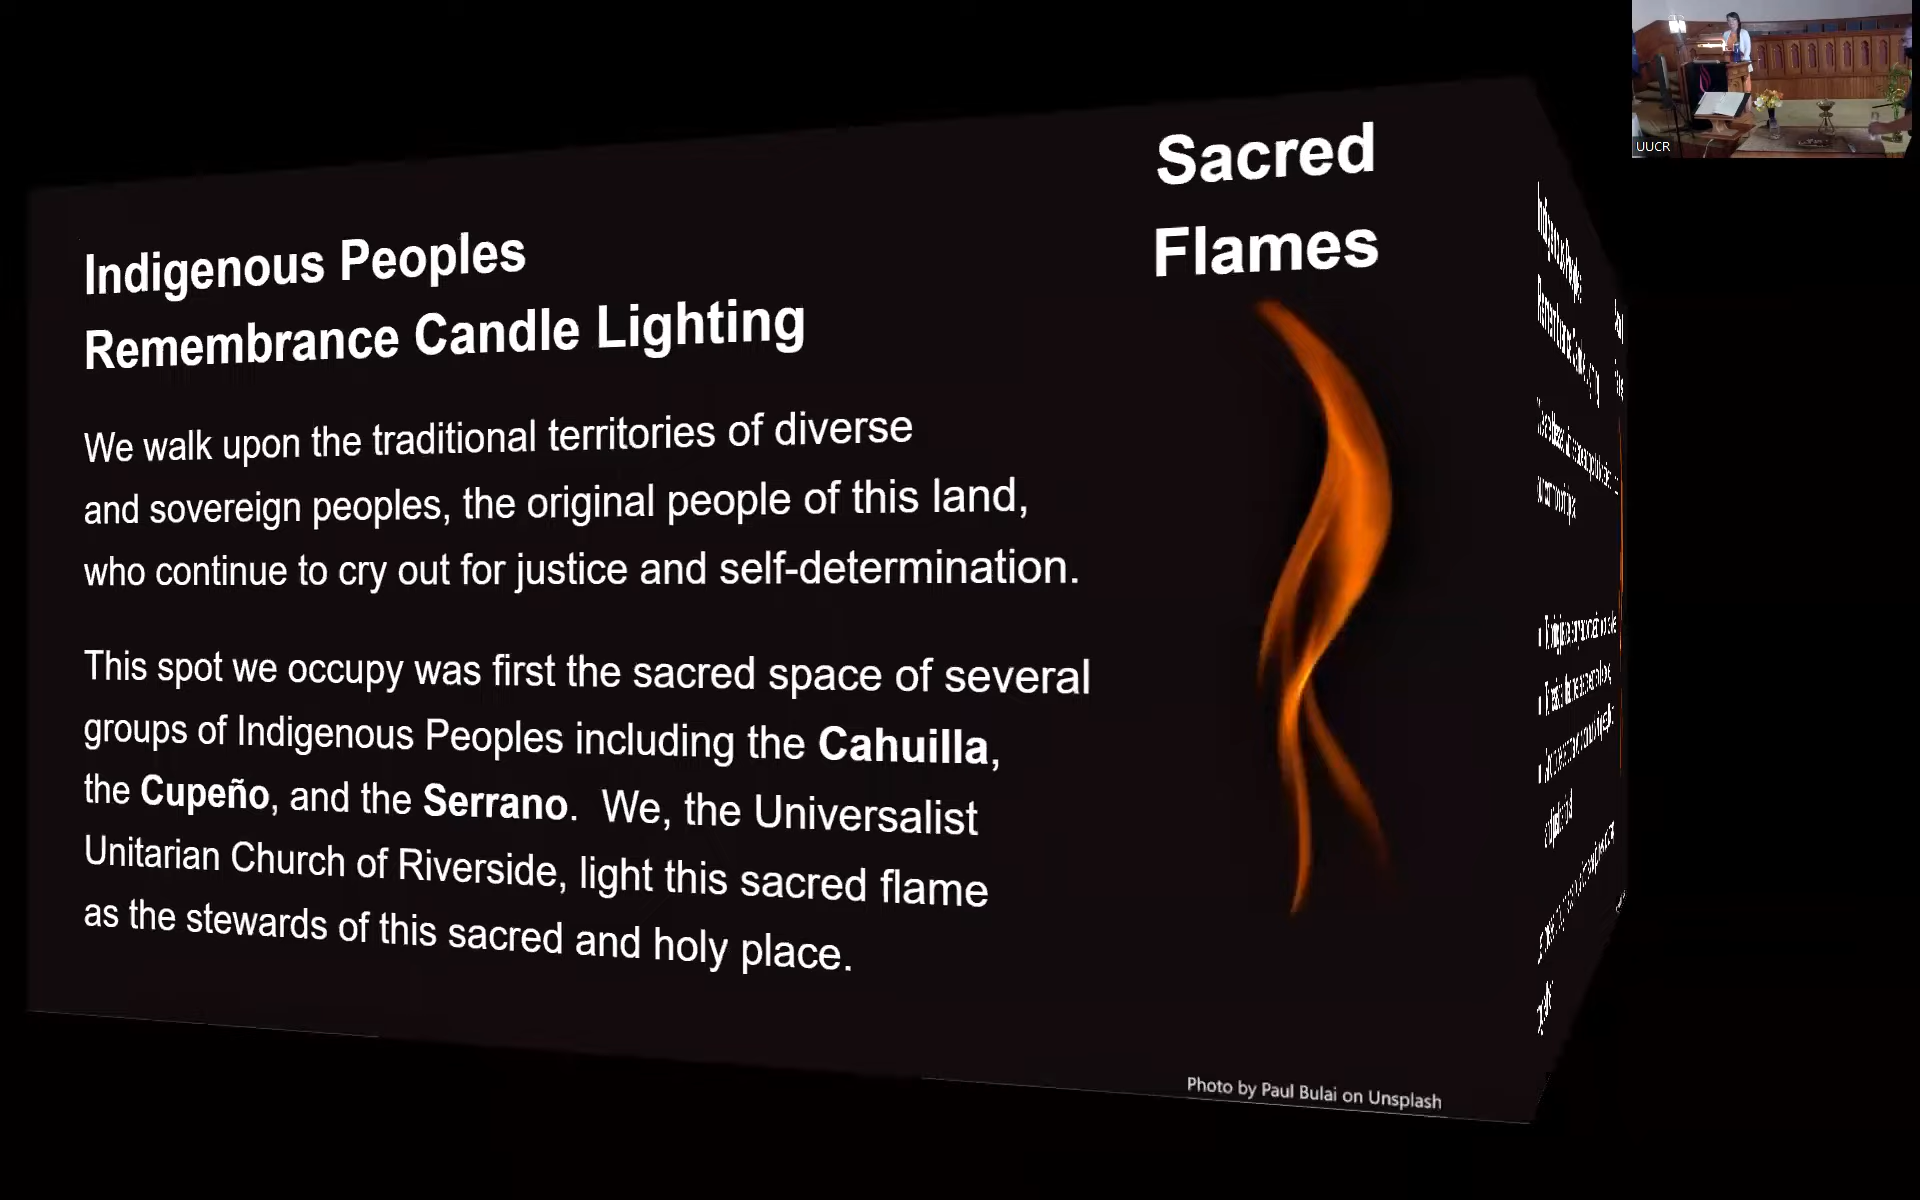 Indigenous Peoples
Remembrance Candle Lighting
We walk upon the traditional territories of diverse
and sovereign peoples, the original people of this land,
who continue to cry out for justice and self-determination.
This spot we occupy was first the sacred space of several
groups of Indigenous Peoples including the Cahuilla,
the Cupeño, and the Serrano.  We, the Universalist
Unitarian Church of Riverside, light this sacred flame
as the stewards of this sacred and holy place.
Sacred
Flames
Photo by Paul Bulai on Unsplash
UUCR